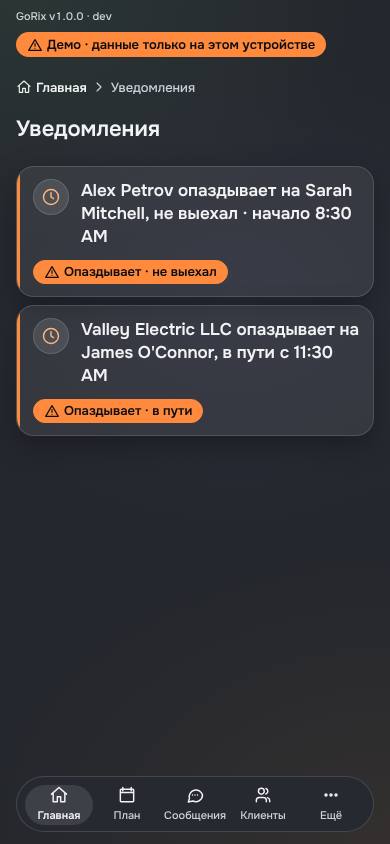 GoRix v1.0.0 · dev
Демо · данные только на этом устройстве
Главная > Уведомления
Уведомления
Alex Petrov опаздывает на Sarah
Mitchell, не выехал · начало 8:30
AM
Опаздывает · не выехал
Valley Electric LLC опаздывает на
James O'Connor, в пути с 11:30
AM
Опаздывает · в пути
Главная План Сообщения Клиенты Ещё